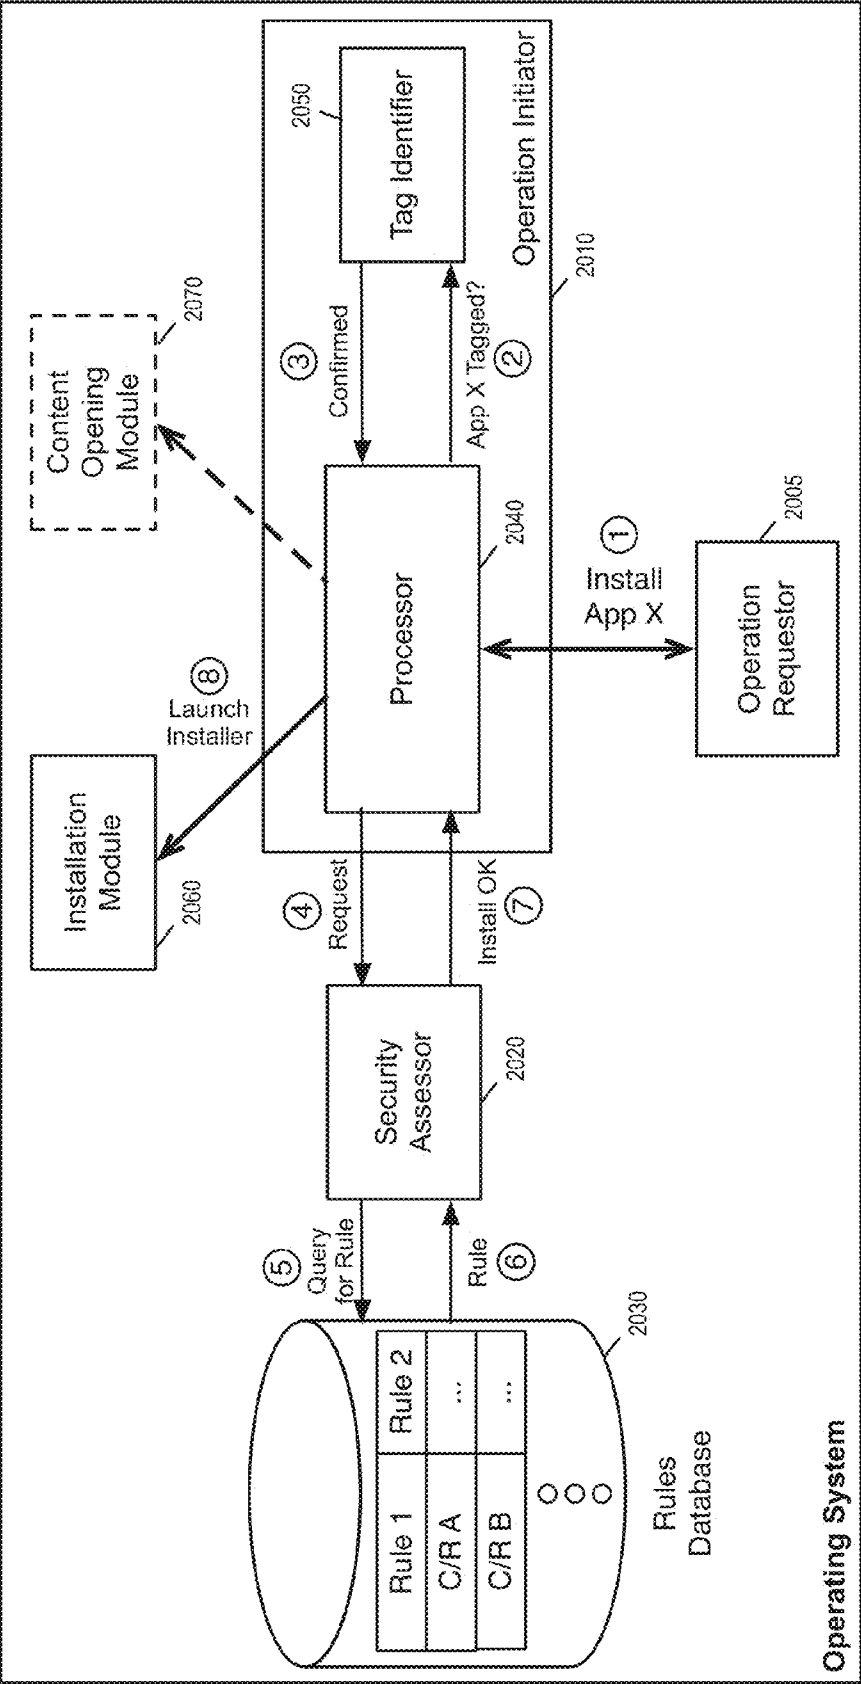 Content
Opening
Module
2070
Installation
Module
2060
8
Launch
Installer
2050
Tag Identifier
Operation Initiator
2010
3
Confirmed
App X Tagged?
2
Processor
2040
1
Install
App X
2005
Operation
Requestor
4
Request
Install OK
7
Security
Assessor
2020
5
Query
for Rule
Rule
6
2030
Rule 1 Rule 2
C/R A ...
C/R B ...
Rules
Database
Operating System